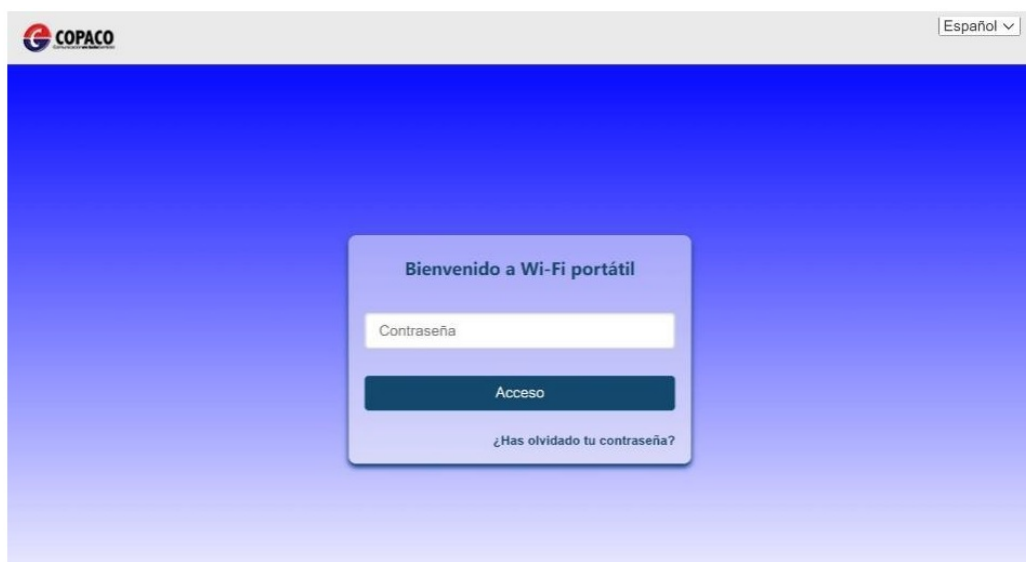 COPACO
Español
Bienvenido a Wi-Fi portátil
Contraseña
Acceso
¿Has olvidado tu contraseña?